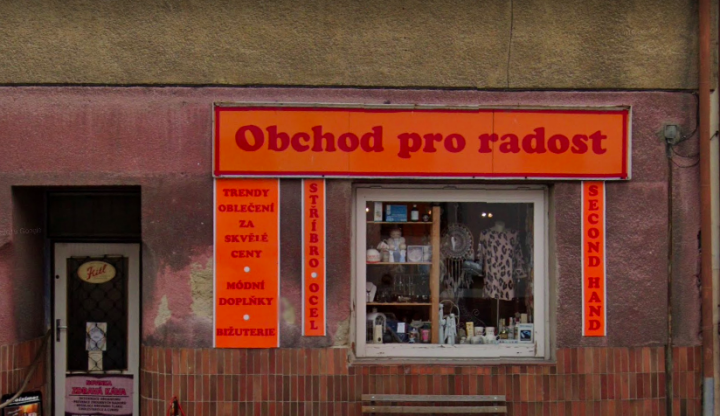 Obchod pro radost
TRENDY
OBLEČENÍ
ZA
SKVĚLÉ
CENY
MÓDNÍ
DOPLŇKY
BIŽUTERIE
STŘÍBRO • OCEL
SECOND HAND